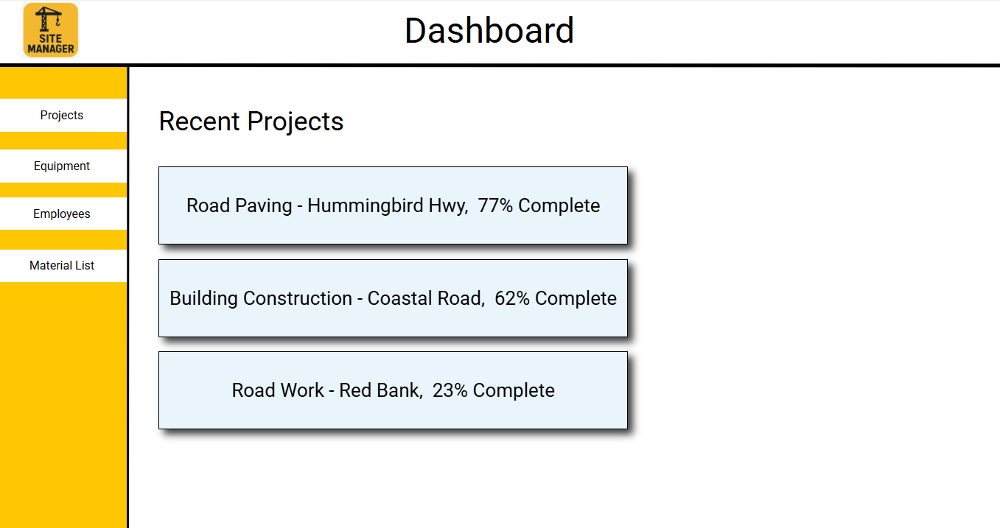 SITE
MANAGER
Dashboard
Projects
Equipment
Employees
Material List
Recent Projects
Road Paving - Hummingbird Hwy,  77% Complete
Building Construction - Coastal Road,  62% Complete
Road Work - Red Bank,  23% Complete